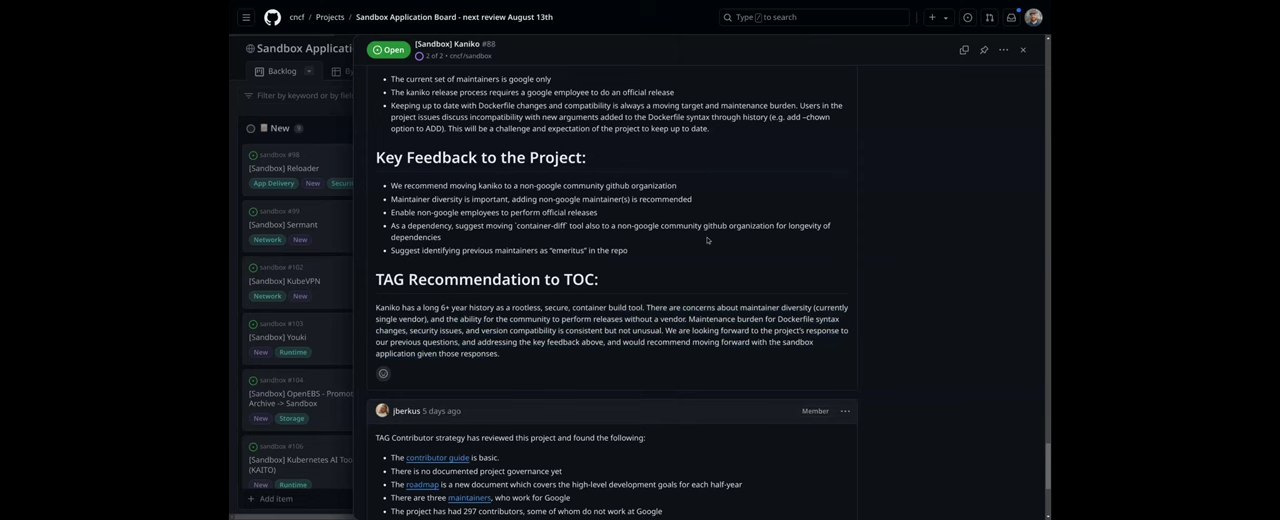 cncf / Projects / Sandbox Application Board - next review August 13th
Type / to search
Sandbox Applicati
Backlog
Filter by keyword or by fiel
New 9
sandbox #98
[Sandbox] Reloader
App Delivery New Securi
sandbox #99
[Sandbox] Sermant
Network New
sandbox #102
[Sandbox] KubeVPN
Network New
sandbox #103
[Sandbox] Youki
New Runtime
sandbox #104
[Sandbox] OpenEBS - Promo
Archive -> Sandbox
New Storage
sandbox #106
[Sandbox] Kubernetes AI Too
(KAITO)
New Runtime
+ Add item
Open
[Sandbox] Kaniko #88
2 of 2 • cncf/sandbox
• The current set of maintainers is google only
• The kaniko release process requires a google employee to do an official release
• Keeping up to date with Dockerfile changes and compatibility is always a moving target and maintenance burden. Users in the
project issues discuss incompatibility with new arguments added to the Dockerfile syntax through history (e.g. add –chown
option to ADD). This will be a challenge and expectation of the project to keep up to date.
Key Feedback to the Project:
• We recommend moving kaniko to a non-google community github organization
• Maintainer diversity is important, adding non-google maintainer(s) is recommended
• Enable non-google employees to perform official releases
• As a dependency, suggest moving `container-diff` tool also to a non-google community github organization for longevity of
dependencies
• Suggest identifying previous maintainers as “emeritus” in the repo
TAG Recommendation to TOC:
Kaniko has a long 6+ year history as a rootless, secure, container build tool. There are concerns about maintainer diversity (currently
single vendor), and the ability for the community to perform releases without a vendor. Maintenance burden for Dockerfile syntax
changes, security issues, and version compatibility is consistent but not unusual. We are looking forward to the project's response to
our previous questions, and addressing the key feedback above, and would recommend moving forward with the sandbox
application given those responses.
jberkus 5 days ago
Member
TAG Contributor strategy has reviewed this project and found the following:
• The contributor guide is basic.
• There is no documented project governance yet
• The roadmap is a new document which covers the high-level development goals for each half-year
• There are three maintainers, who work for Google
• The project has had 297 contributors, some of whom do not work at Google